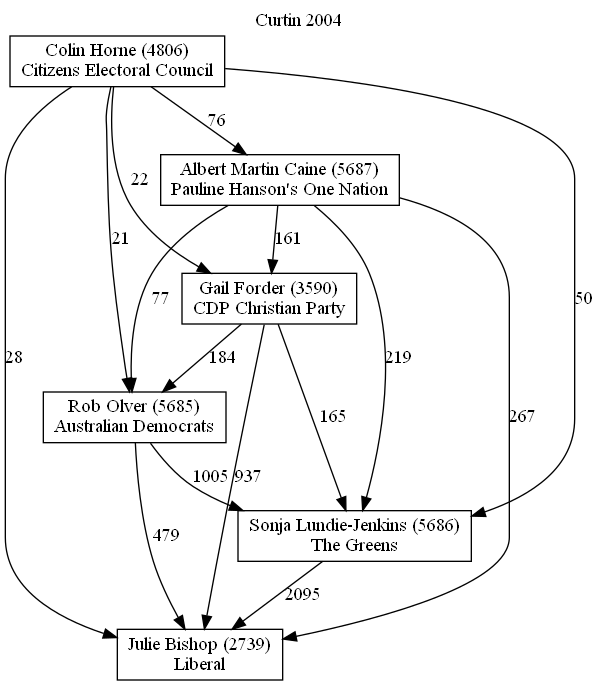 Curtin 2004
Colin Horne (4806)
Citizens Electoral Council
76
Albert Martin Caine (5687)
Pauline Hanson's One Nation
22
21
161
77
50
Gail Forder (3590)
CDP Christian Party
28
184
219
267
165
Rob Olver (5685)
Australian Democrats
1005
937
479
Sonja Lundie-Jenkins (5686)
The Greens
2095
Julie Bishop (2739)
Liberal